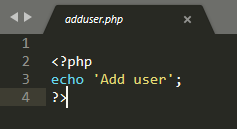 adduser.php ×
1
2 <?php
3 echo 'Add user';
4 ?>